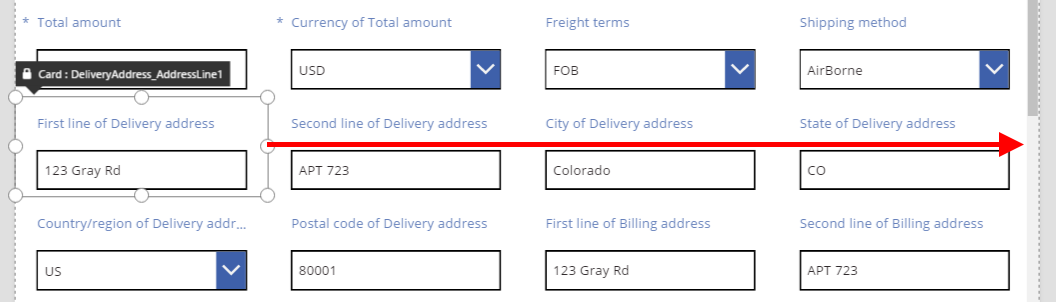 * Total amount
* Currency of Total amount
Freight terms
Shipping method
Card : DeliveryAddress_AddressLine1
USD
FOB
AirBorne
First line of Delivery address
Second line of Delivery address
City of Delivery address
State of Delivery address
123 Gray Rd
APT 723
Colorado
CO
Country/region of Delivery addr...
Postal code of Delivery address
First line of Billing address
Second line of Billing address
US
80001
123 Gray Rd
APT 723